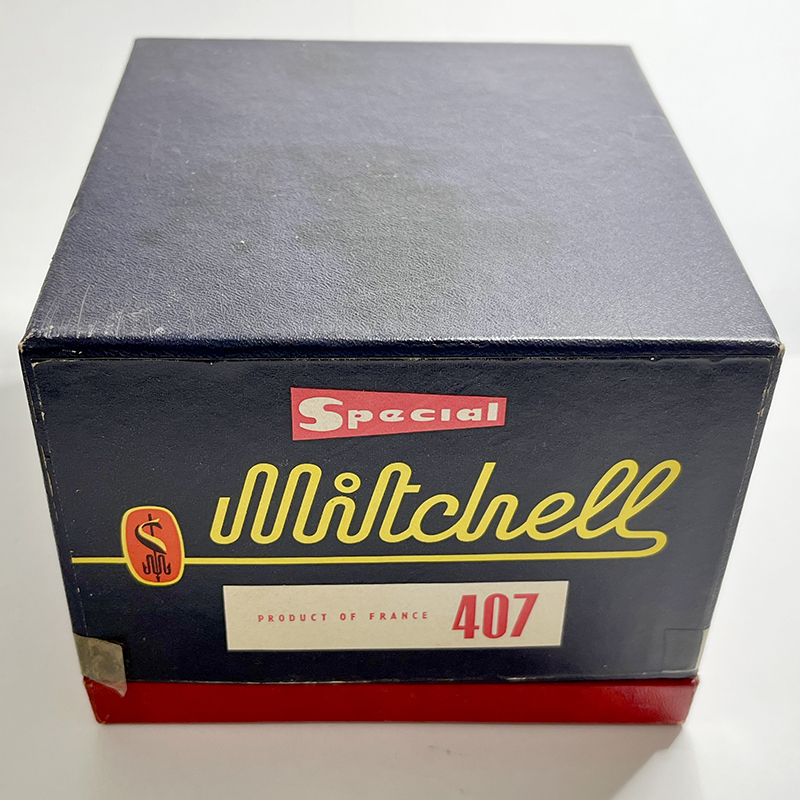 Special
Mitchell
PRODUCT OF FRANCE 407